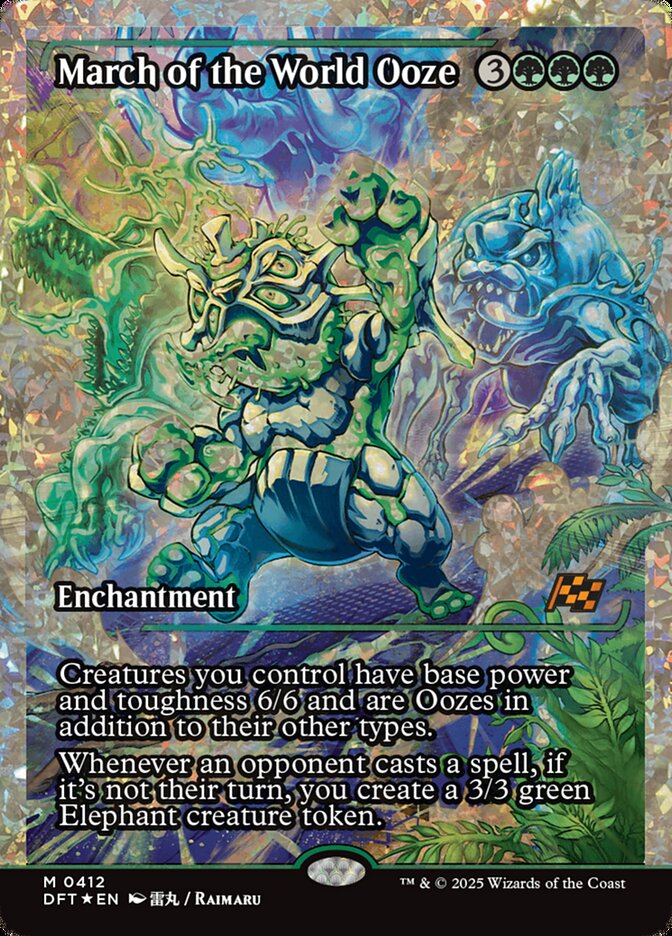 March of the World Ooze 3
Enchantment
Creatures you control have base power
and toughness 6/6 and are Oozes in
addition to their other types.
Whenever an opponent casts a spell, if
it's not their turn, you create a 3/3 green
Elephant creature token.
M 0412
DFT★EN 雷丸 / Raimaru
™ & © 2025 Wizards of the Coast